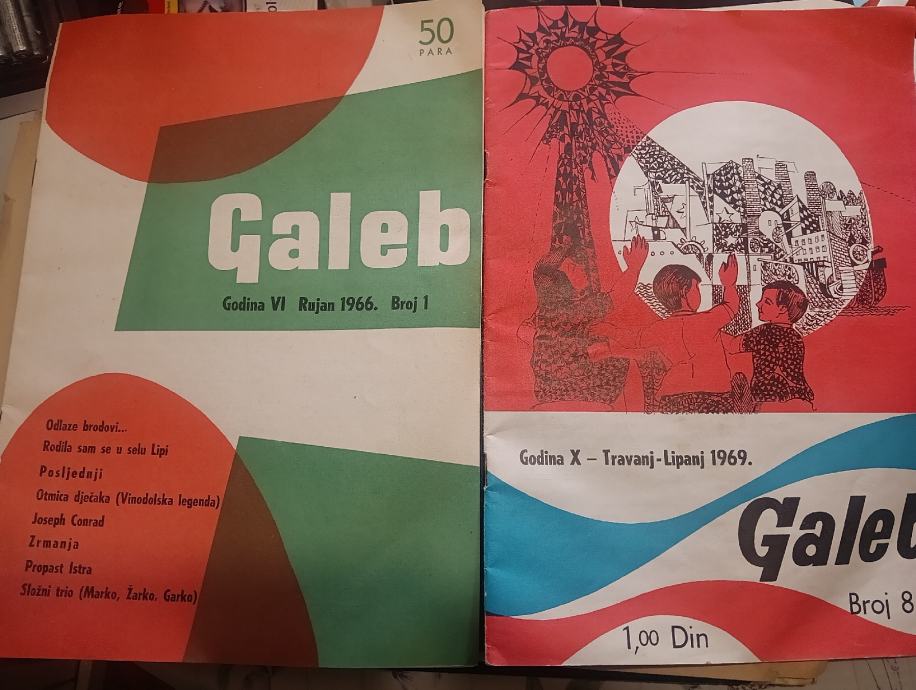 50
PARA
Galeb
Godina VI Rujan 1966. Broj 1
Odlaze brodovi...
Rodila sam se u selu Lipi
Posljednji
Otmica dječaka (Vinodolska legenda)
Joseph Conrad
Zrmanja
Propast Istra
Složni trio (Marko, Žarko, Garko)
Godina X – Travanj-Lipanj 1969.
Galeb
Broj 8
1,00 Din